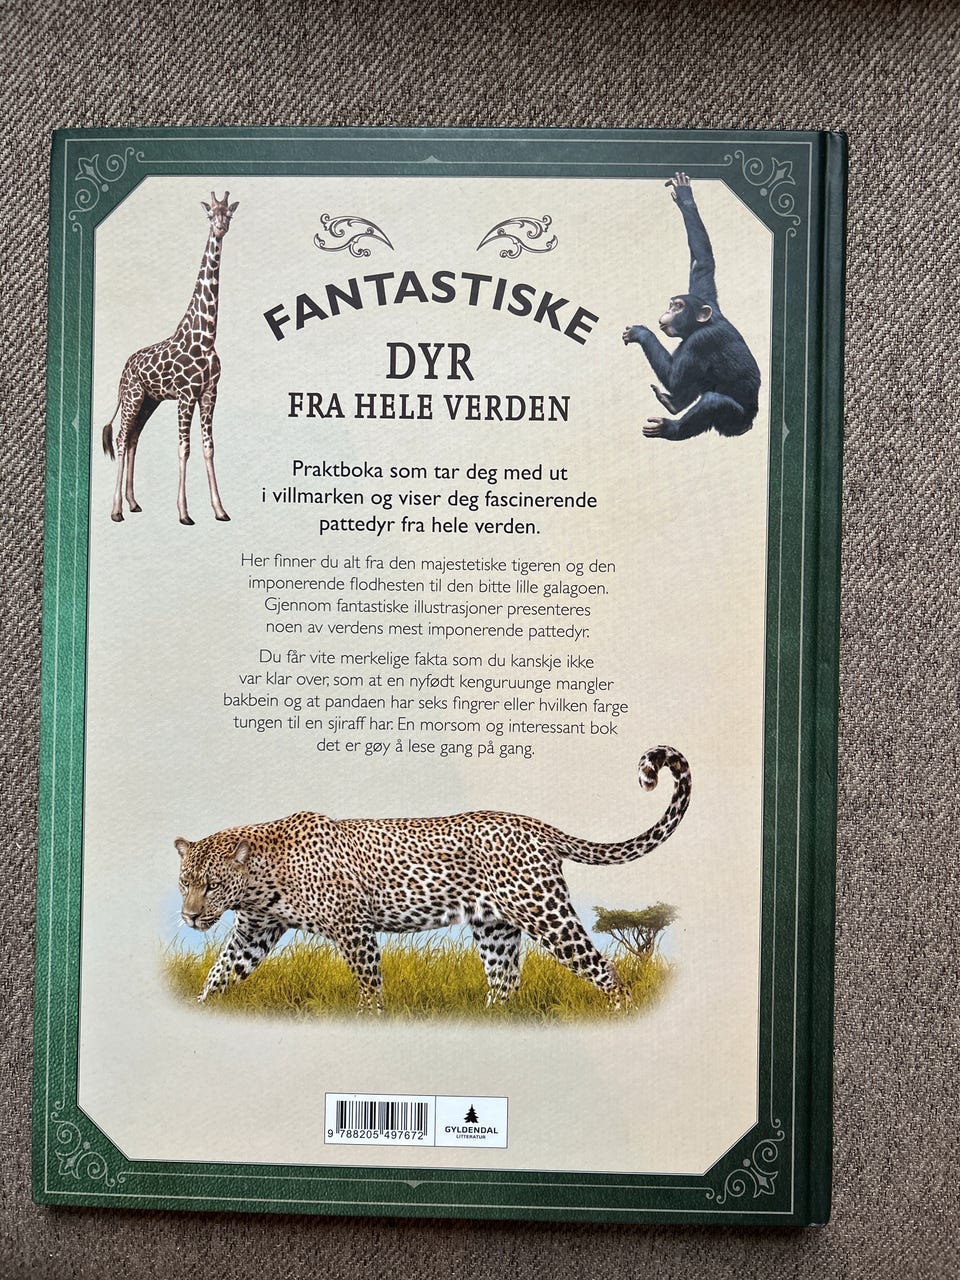 FANTASTISKE
DYR
FRA HELE VERDEN
Praktboka som tar deg med ut
i villmarken og viser deg fascinerende
pattedyr fra hele verden.
Her finner du alt fra den majestetiske tigeren og den
imponerende flodhesten til den bitte lille galagoen.
Gjennom fantastiske illustrasjoner presenteres
noen av verdens mest imponerende pattedyr.
Du får vite merkelige fakta som du kanskje ikke
var klar over, som at en nyfødt kenguruunge mangler
bakbein og at pandaen har seks fingrer eller hvilken farge
tungen til en sjiraff har. En morsom og interessant bok
det er gøy å lese gang på gang.
9 788205 497672
GYLDENDAL
LITTERATUR